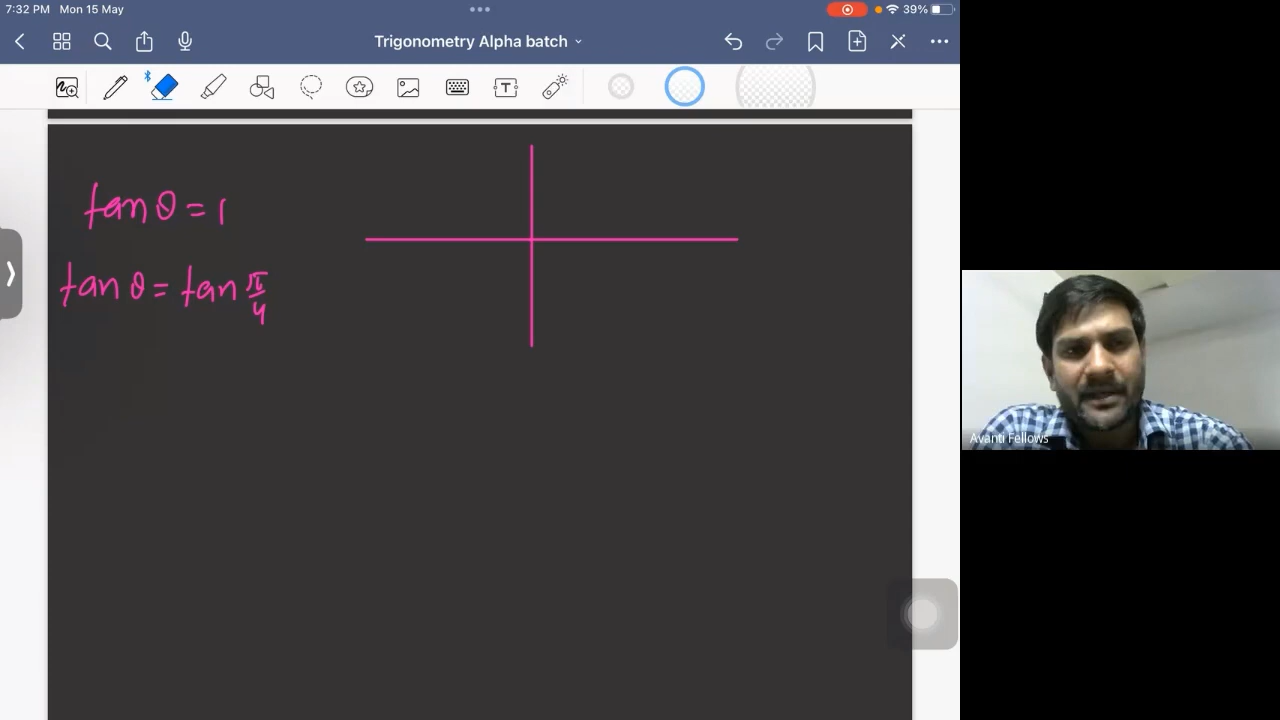 7:32 PM Mon 15 May
39%
Trigonometry Alpha batch
T
tan θ = 1
tan θ = tan π/4
Avanti Fellows